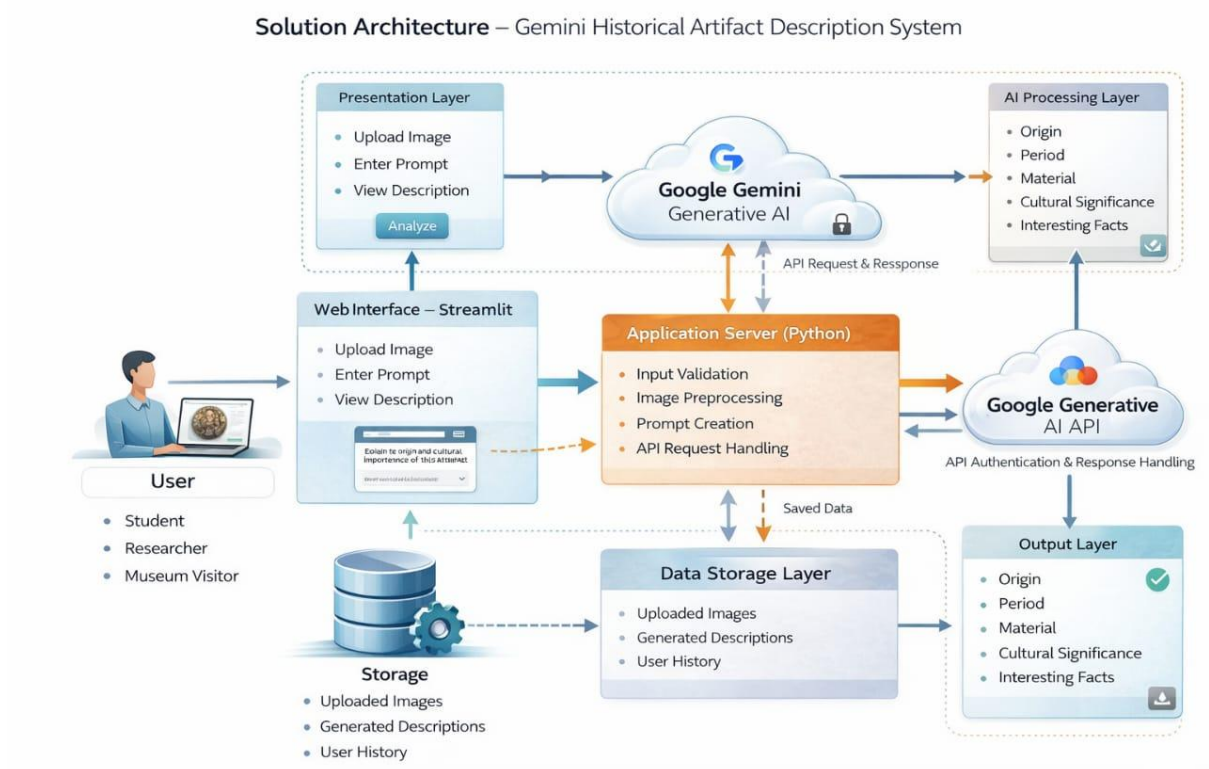 Solution Architecture – Gemini Historical Artifact Description System
Presentation Layer
Upload Image
Enter Prompt
View Description
Analyze
Google Gemini
Generative AI
API Request & Ressponse
AI Processing Layer
Origin
Period
Material
Cultural Significance
Interesting Facts
Web Interface – Streamlit
Upload Image
Enter Prompt
View Description
importance of this
User
Student
Researcher
Museum Visitor
Application Server (Python)
Input Validation
Image Preprocessing
Prompt Creation
API Request Handling
Google Generative
AI API
API Authentication & Response Handling
Saved Data
Storage
Uploaded Images
Generated Descriptions
User History
Data Storage Layer
Uploaded Images
Generated Descriptions
User History
Output Layer
Origin
Period
Material
Cultural Significance
Interesting Facts